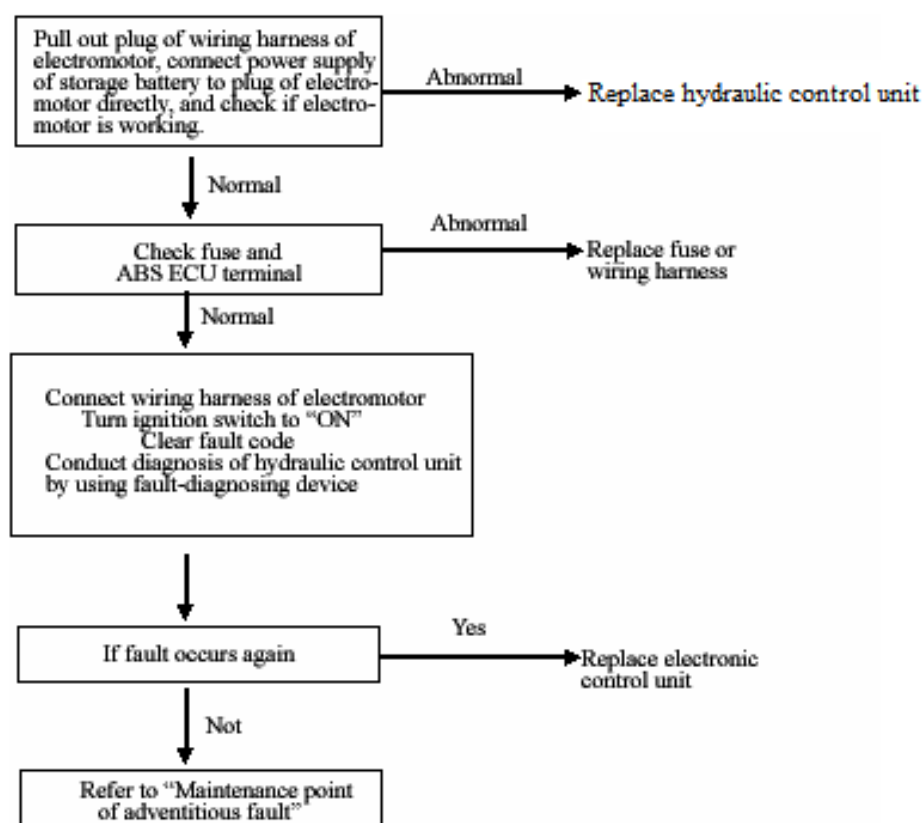 Pull out plug of wiring harness of
electromotor, connect power supply
of storage battery to plug of electro-
motor directly, and check if electro-
motor is working.
Abnormal
Replace hydraulic control unit
Normal
Check fuse and
ABS ECU terminal
Abnormal
Replace fuse or
wiring harness
Normal
Connect wiring harness of electromotor
Turn ignition switch to “ON”
Clear fault code
Conduct diagnosis of hydraulic control unit
by using fault-diagnosing device
If fault occurs again
Yes
Replace electronic
control unit
Not
Refer to “Maintenance point
of adventitious fault”